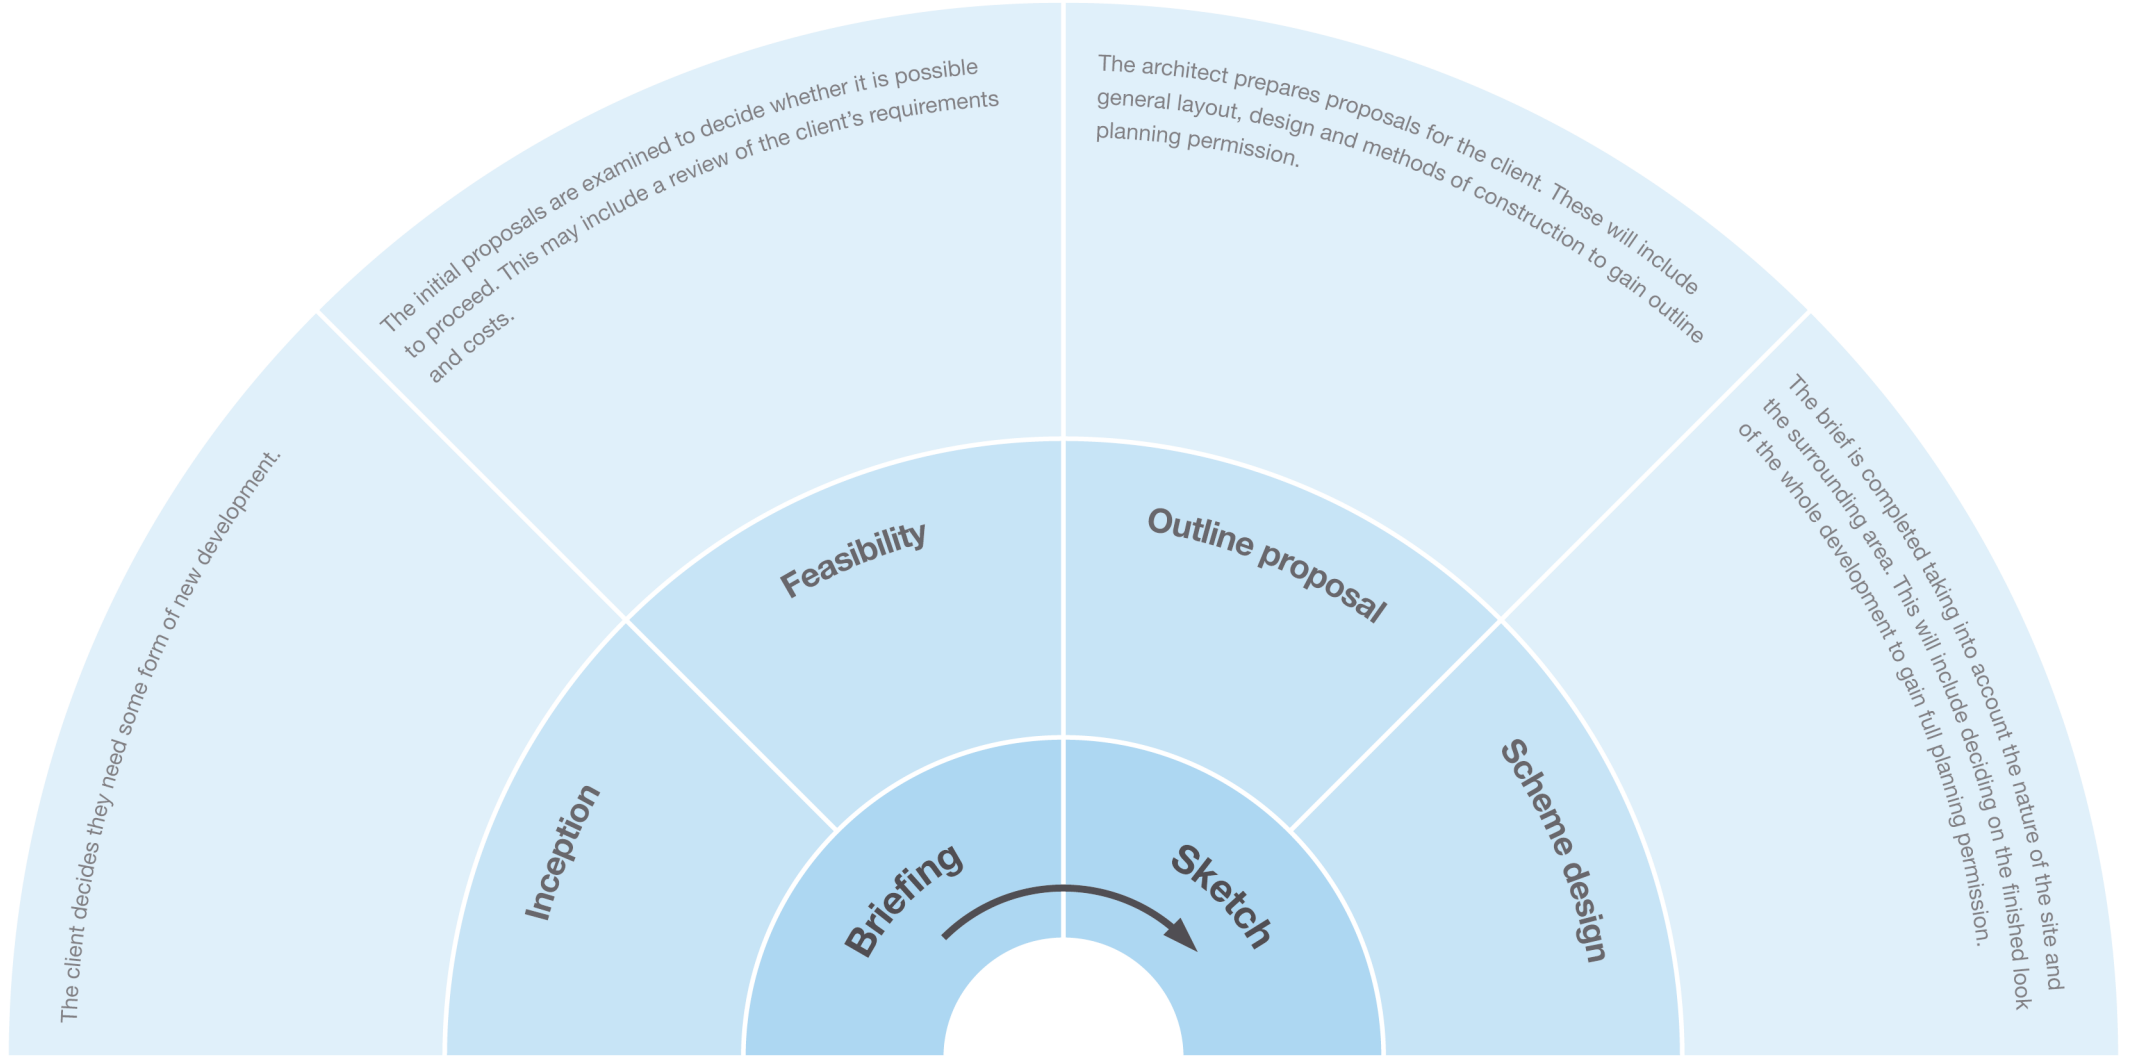 The client decides they need some form of new development.
The initial proposals are examined to decide whether it is possible
to proceed. This may include a review of the client’s requirements
and costs.
The architect prepares proposals for the client. These will include
general layout, design and methods of construction to gain outline
planning permission.
The brief is completed taking into account the nature of the site and
the surrounding area. This will include deciding on the finished look
of the whole development to gain full planning permission.
Inception
Feasibility
Outline proposal
Scheme design
Briefing
Sketch